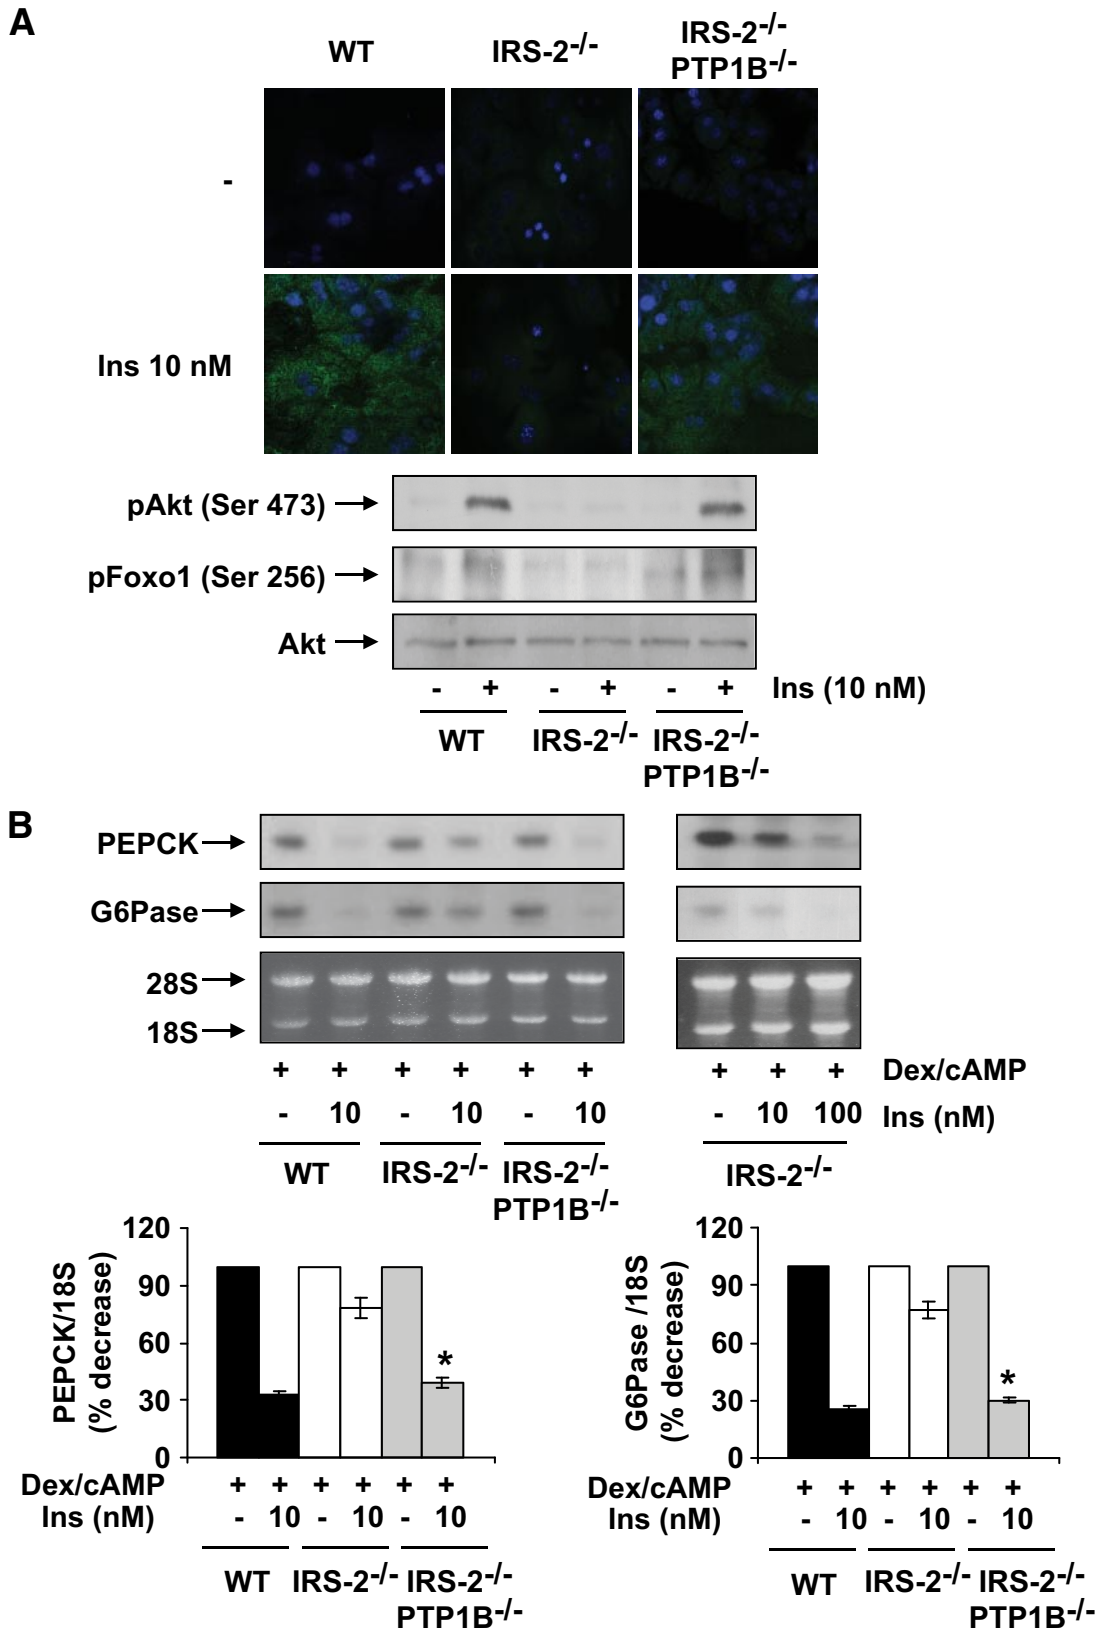 A
WT IRS-2-/- IRS-2-/-
PTP1B-/-
-
Ins 10 nM
pAkt (Ser 473)
pFoxo1 (Ser 256)
Akt
- + - + - + Ins (10 nM)
WT IRS-2-/- IRS-2-/-
PTP1B-/-
B
PEPCK
G6Pase
28S
18S
+ + + + + + + + + Dex/cAMP
- 10 - 10 - 10 - 10 100 Ins (nM)
WT IRS-2-/- IRS-2-/- IRS-2-/-
PTP1B-/-
PEPCK/18S
(% decrease)
120
90
60
30
0
*
Dex/cAMP + + + + + +
Ins (nM) - 10 - 10 - 10
WT IRS-2-/- IRS-2-/-
PTP1B-/-
G6Pase /18S
(% decrease)
120
90
60
30
0
*
Dex/cAMP + + + + + +
Ins (nM) - 10 - 10 - 10
WT IRS-2-/- IRS-2-/-
PTP1B-/-